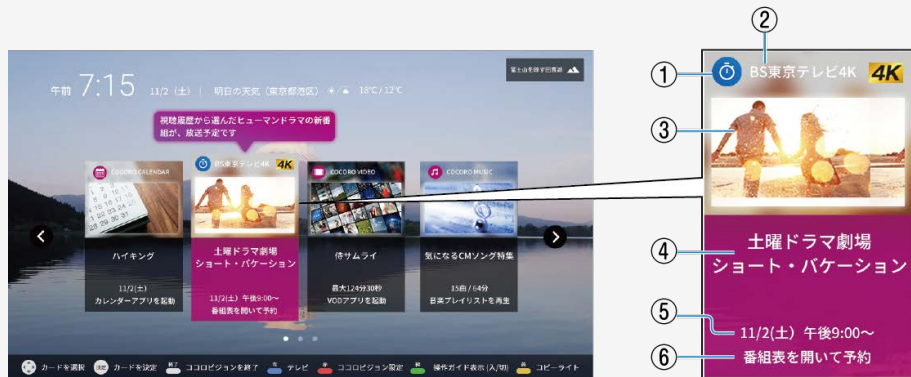 午前 7:15 11/2（土）｜ 明日の天気（東京都港区） 18℃/12℃
視聴履歴から選んだヒューマンドラマの新番
組が、放送予定です
COCORO CALENDAR
ハイキング
11/2(土)
カレンダーアプリを起動
BS東京テレビ4K 4K
土曜ドラマ劇場
ショート・バケーション
11/2(土) 午後9:00～
番組表を開いて予約
COCORO VIDEO
侍サムライ
最大124分30秒
VODアプリを起動
COCORO MUSIC
気になるCMソング特集
15曲 / 64分
音楽プレイリストを再生
カードを選択 決定 カードを決定 終了 ココロビジョンを終了 青 テレビ 赤 ココロビジョン設定 緑 操作ガイド表示(入/切) 黄 コピーライト
①
②
③
④
⑤
⑥
BS東京テレビ4K 4K
土曜ドラマ劇場
ショート・バケーション
11/2(土) 午後9:00～
番組表を開いて予約